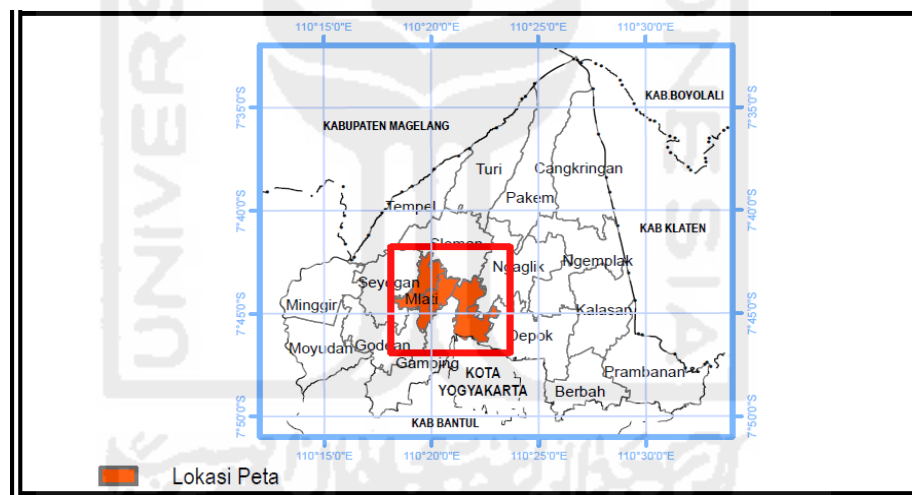 110°15'0"E 110°20'0"E 110°25'0"E 110°30'0"E
KAB.BOYOLALI
7°35'0"S 7°35'0"S
KABUPATEN MAGELANG
Turi Cangkringan
Pakem
Tempel
7°40'0"S 7°40'0"S
KAB KLATEN
Sleman
Ngaglik Ngemplak
Seyegan
Mlati
Minggir
Kalasan
7°45'0"S 7°45'0"S
Depok
Moyudan Godean
Gamping
KOTA
YOGYAKARTA
Prambanan
Berbah
7°50'0"S 7°50'0"S
KAB BANTUL
110°15'0"E 110°20'0"E 110°25'0"E 110°30'0"E
Lokasi Peta
UNIVER
ONESIA